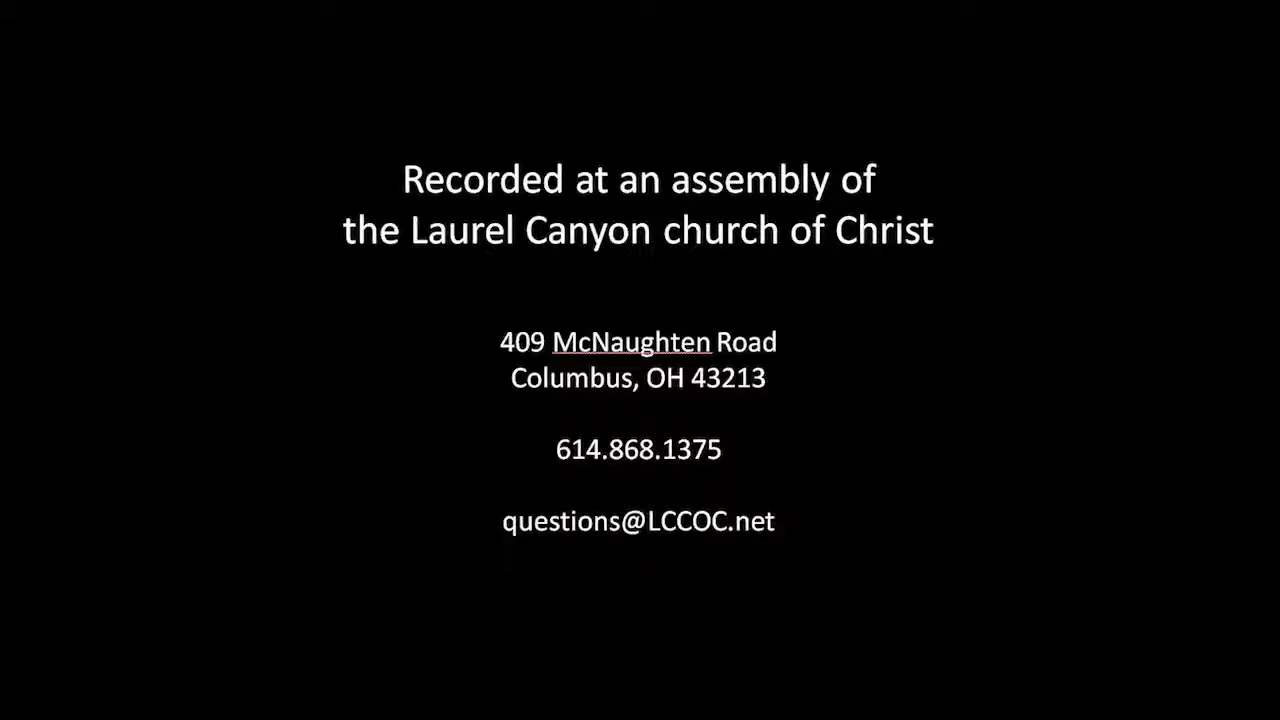 Recorded at an assembly of
the Laurel Canyon church of Christ
409 McNaughten Road
Columbus, OH 43213
614.868.1375
questions@LCCOC.net